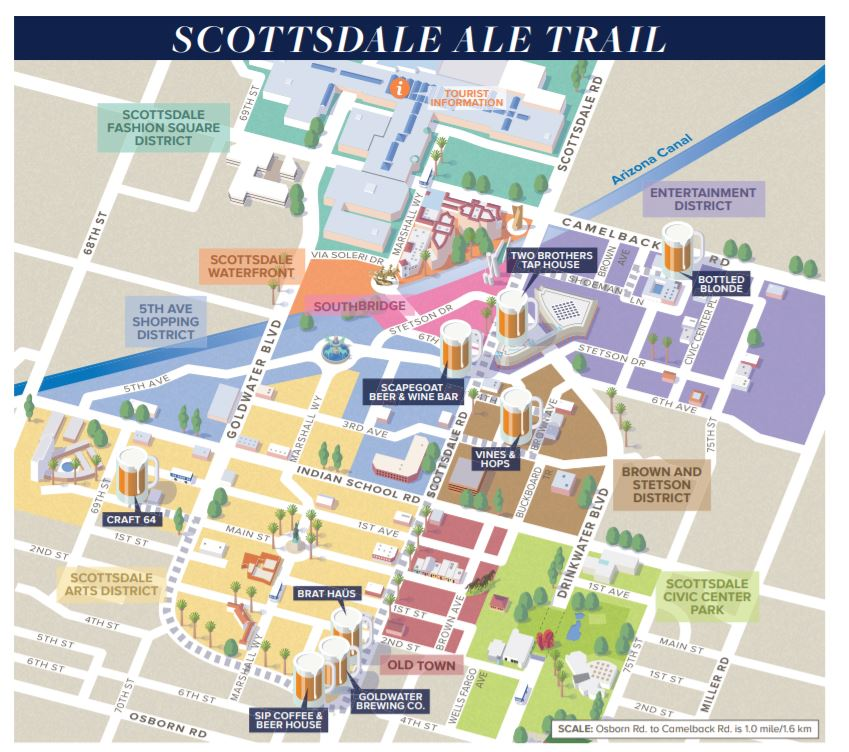 SCOTTSDALE ALE TRAIL
TOURIST
INFORMATION
69TH ST
SCOTTSDALE RD
SCOTTSDALE
FASHION SQUARE
DISTRICT
Arizona Canal
ENTERTAINMENT
DISTRICT
68TH ST
MARSHALL WY
CAMELBACK RD
VIA SOLERI DR
SCOTTSDALE
WATERFRONT
TWO BROTHERS
TAP HOUSE
BROWN AVE
SHOEMAN LN
BOTTLED
BLONDE
SOUTHBRIDGE
5TH AVE
SHOPPING
DISTRICT
STETSON DR
6TH
CIVIC CENTER PL
STETSON DR
GOLDWATER BLVD
5TH AVE
SCAPEGOAT
BEER & WINE BAR
4TH
6TH AVE
75TH ST
MARSHALL WY
3RD AVE
BROWN AVE
SCOTTSDALE RD
VINES &
HOPS
INDIAN SCHOOL RD
BUCKBOARD TR
BROWN AND
STETSON
DISTRICT
69TH ST
CRAFT 64
1ST ST
MAIN ST
1ST AVE
DRINKWATER BLVD
2ND ST
SCOTTSDALE
ARTS DISTRICT
1ST AVE
SCOTTSDALE
CIVIC CENTER
PARK
BRAT HAÜS
1ST ST
BROWN AVE
4TH ST
2ND ST
MAIN ST
5TH ST
OLD TOWN
75TH ST
6TH ST
MARSHALL WY
1ST ST
MILLER RD
70TH ST
6TH ST
GOLDWATER
BREWING CO.
WELLS FARGO
AVE
2ND ST
OSBORN RD
SIP COFFEE &
BEER HOUSE
4TH ST
SCALE: Osborn Rd. to Camelback Rd. is 1.0 mile/1.6 km